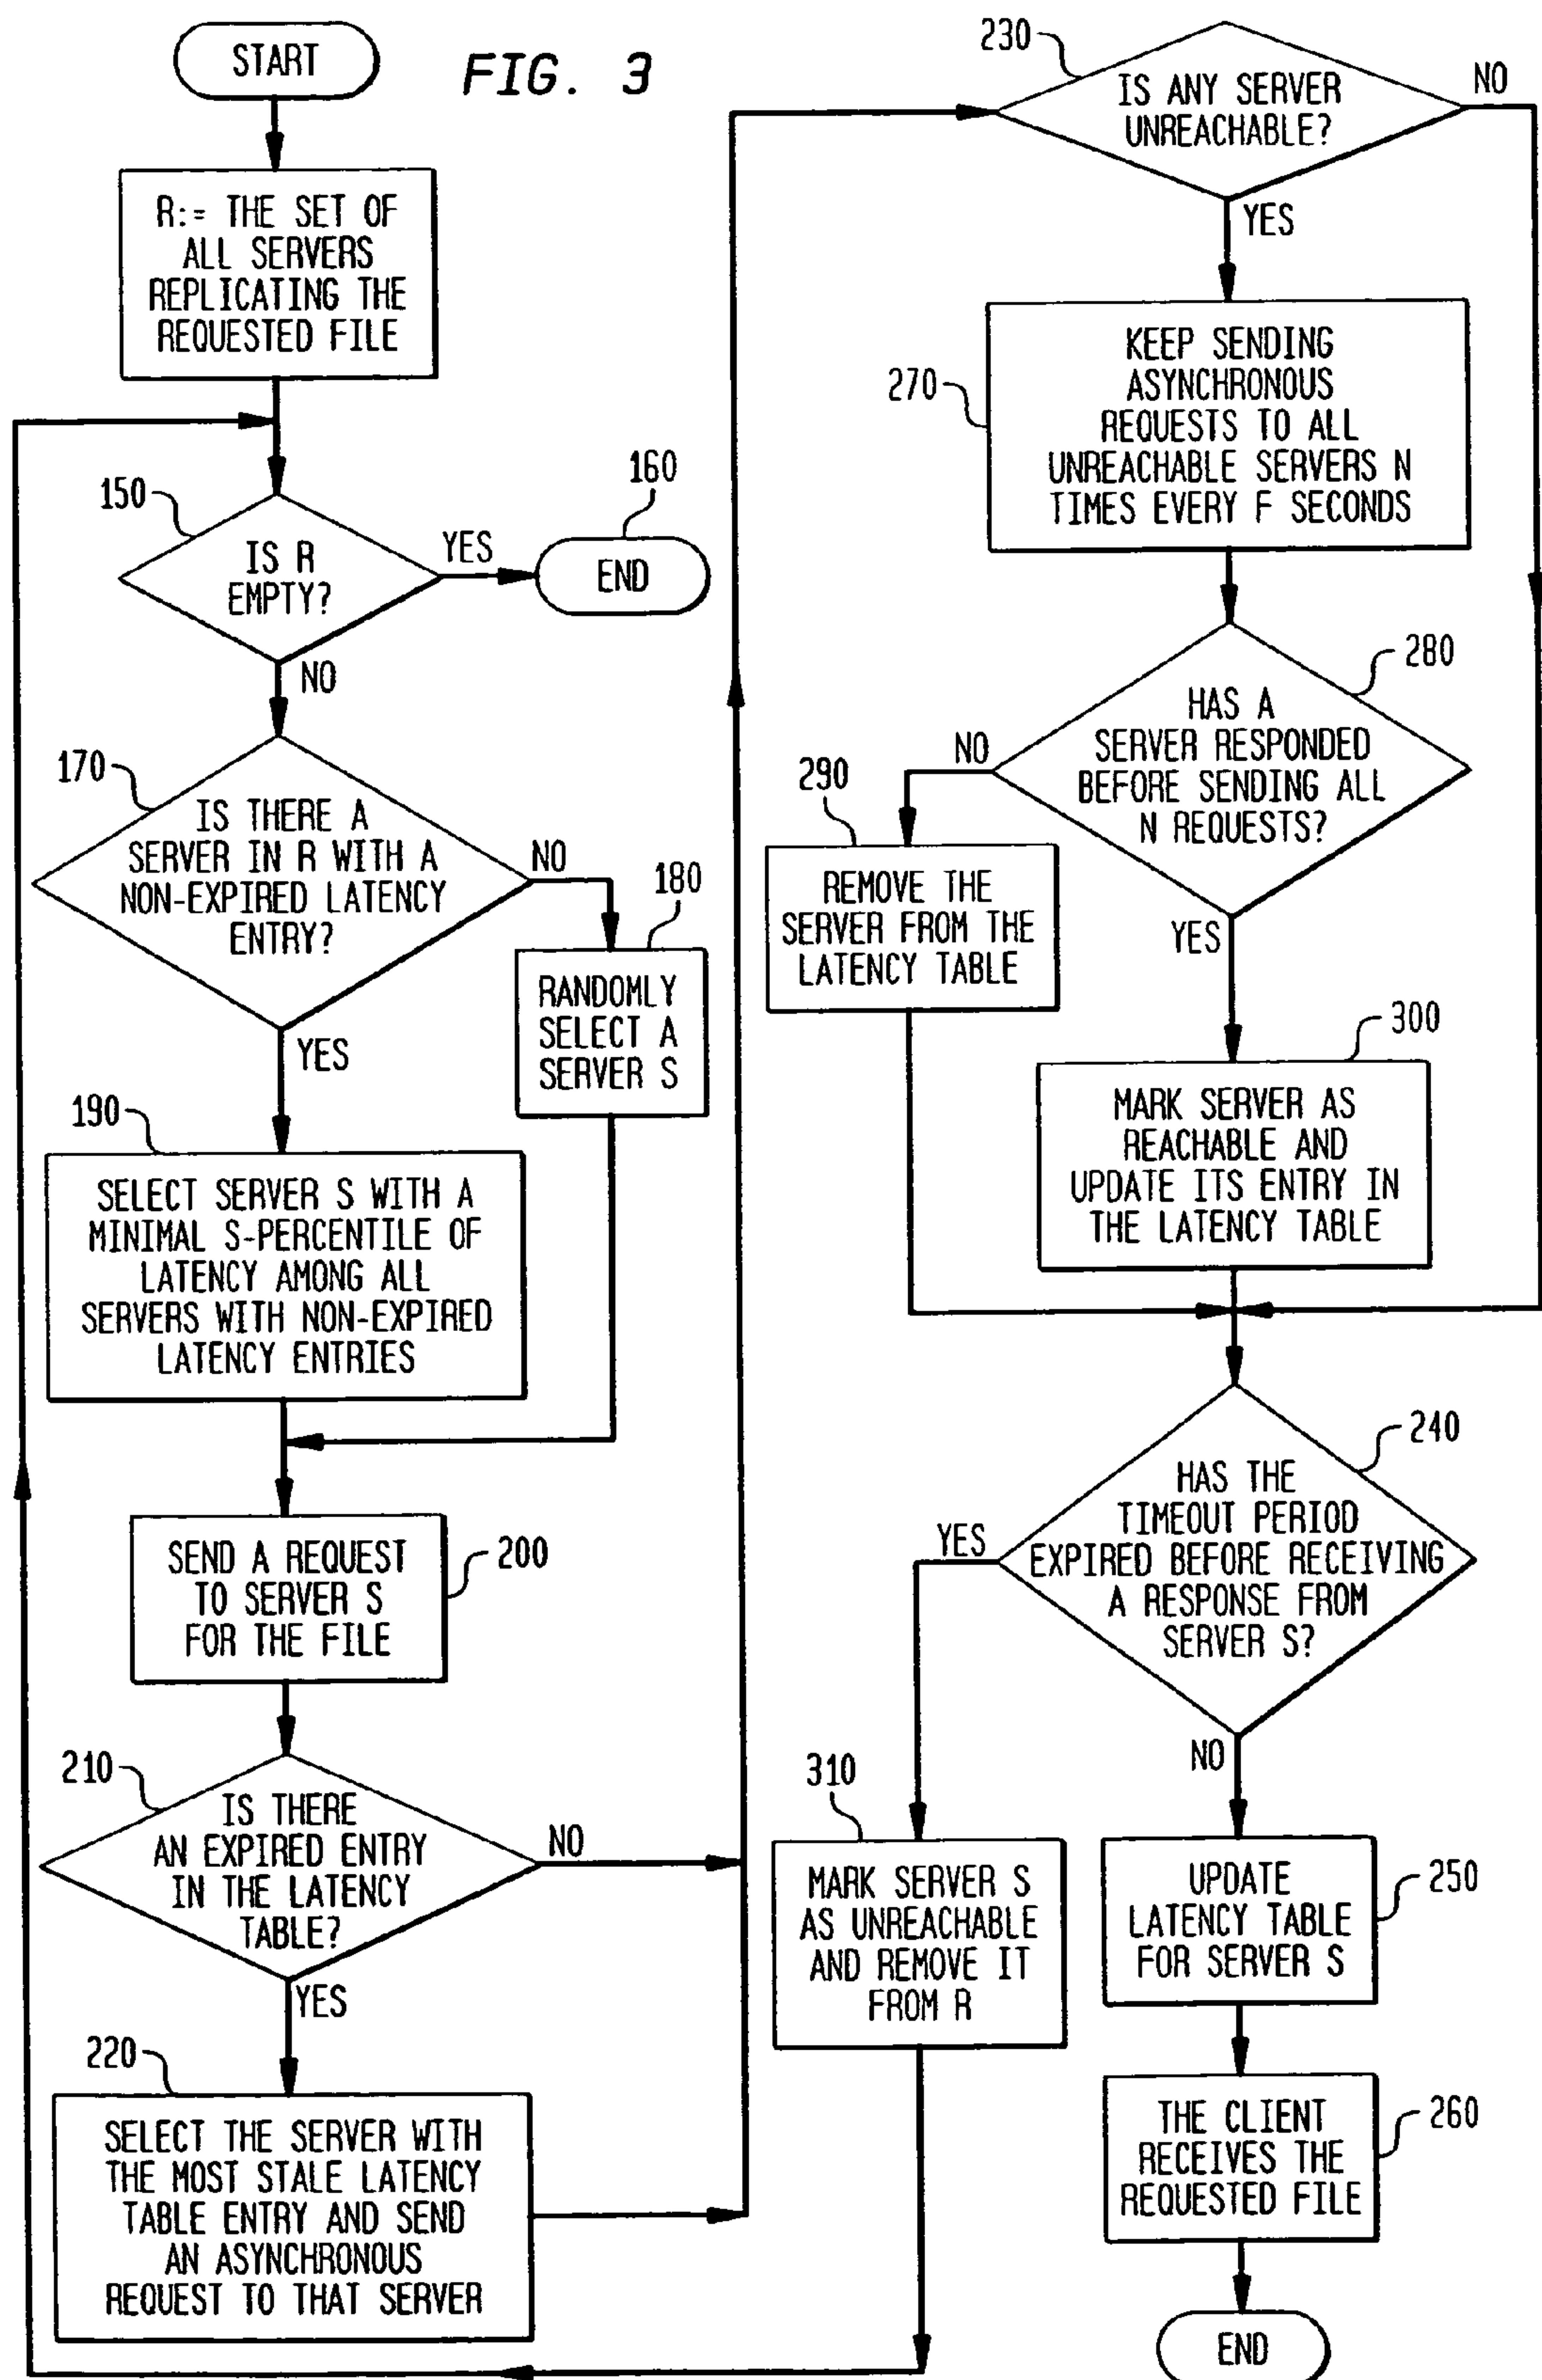 START
FIG. 3
R:= THE SET OF
ALL SERVERS
REPLICATING THE
REQUESTED FILE
150
IS R
EMPTY?
YES
160
END
NO
170
IS THERE A
SERVER IN R WITH A
NON-EXPIRED LATENCY
ENTRY?
NO
180
RANDOMLY
SELECT A
SERVER S
YES
190
SELECT SERVER S WITH A
MINIMAL S-PERCENTILE OF
LATENCY AMONG ALL
SERVERS WITH NON-EXPIRED
LATENCY ENTRIES
SEND A REQUEST
TO SERVER S
FOR THE FILE
200
210
IS THERE
AN EXPIRED ENTRY
IN THE LATENCY
TABLE?
NO
YES
220
SELECT THE SERVER WITH
THE MOST STALE LATENCY
TABLE ENTRY AND SEND
AN ASYNCHRONOUS
REQUEST TO THAT SERVER
230
IS ANY SERVER
UNREACHABLE?
NO
YES
270
KEEP SENDING
ASYNCHRONOUS
REQUESTS TO ALL
UNREACHABLE SERVERS N
TIMES EVERY F SECONDS
280
HAS A
SERVER RESPONDED
BEFORE SENDING ALL
N REQUESTS?
NO
290
REMOVE THE
SERVER FROM THE
LATENCY TABLE
YES
300
MARK SERVER AS
REACHABLE AND
UPDATE ITS ENTRY IN
THE LATENCY TABLE
240
HAS THE
TIMEOUT PERIOD
EXPIRED BEFORE RECEIVING
A RESPONSE FROM
SERVER S?
YES
310
MARK SERVER S
AS UNREACHABLE
AND REMOVE IT
FROM R
NO
UPDATE
LATENCY TABLE
FOR SERVER S
250
THE CLIENT
RECEIVES THE
REQUESTED FILE
260
END